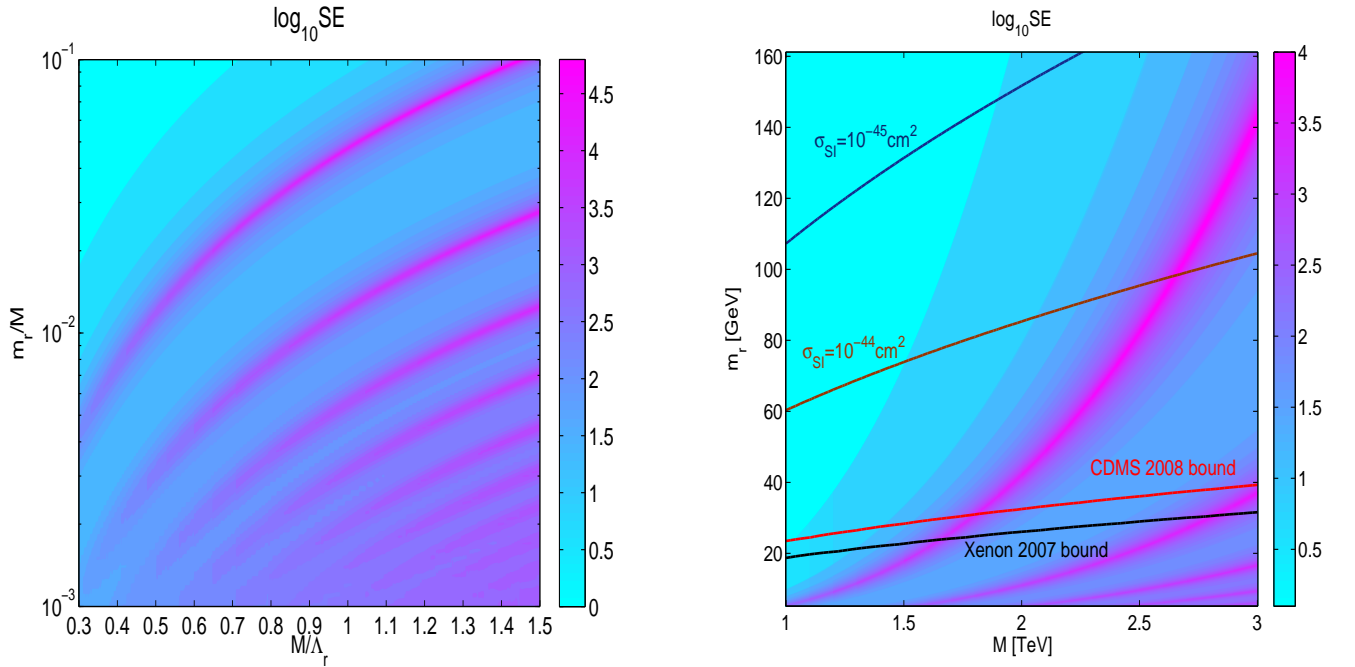 log₁₀SE
10⁻¹
10⁻²
10⁻³
m_r/M
0.3 0.4 0.5 0.6 0.7 0.8 0.9 1 1.1 1.2 1.3 1.4 1.5
M/Λ_r
4.5
4
3.5
3
2.5
2
1.5
1
0.5
0
log₁₀SE
160
140
120
100
80
60
40
20
m_r [GeV]
σ_SI=10⁻⁴⁵cm²
σ_SI=10⁻⁴⁴cm²
CDMS 2008 bound
Xenon 2007 bound
1 1.5 2 2.5 3
M [TeV]
4
3.5
3
2.5
2
1.5
1
0.5